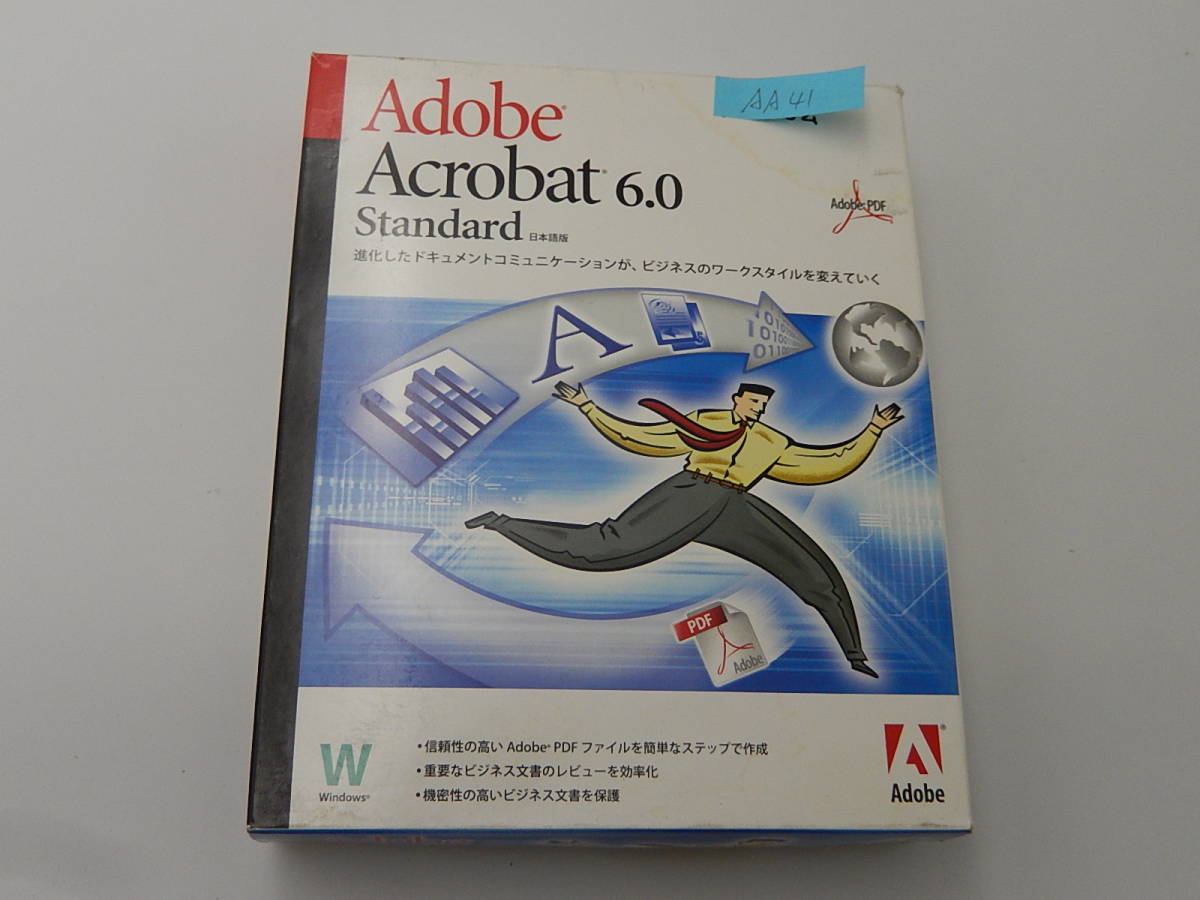 Adobe®
AA41
Acrobat® 6.0
Adobe PDF
Standard 日本語版
進化したドキュメントコミュニケーションが、ビジネスのワークスタイルを変えていく
A
PDF
Adobe
・信頼性の高い Adobe® PDF ファイルを簡単なステップで作成
・重要なビジネス文書のレビューを効率化
・機密性の高いビジネス文書を保護
W
Windows®
Adobe